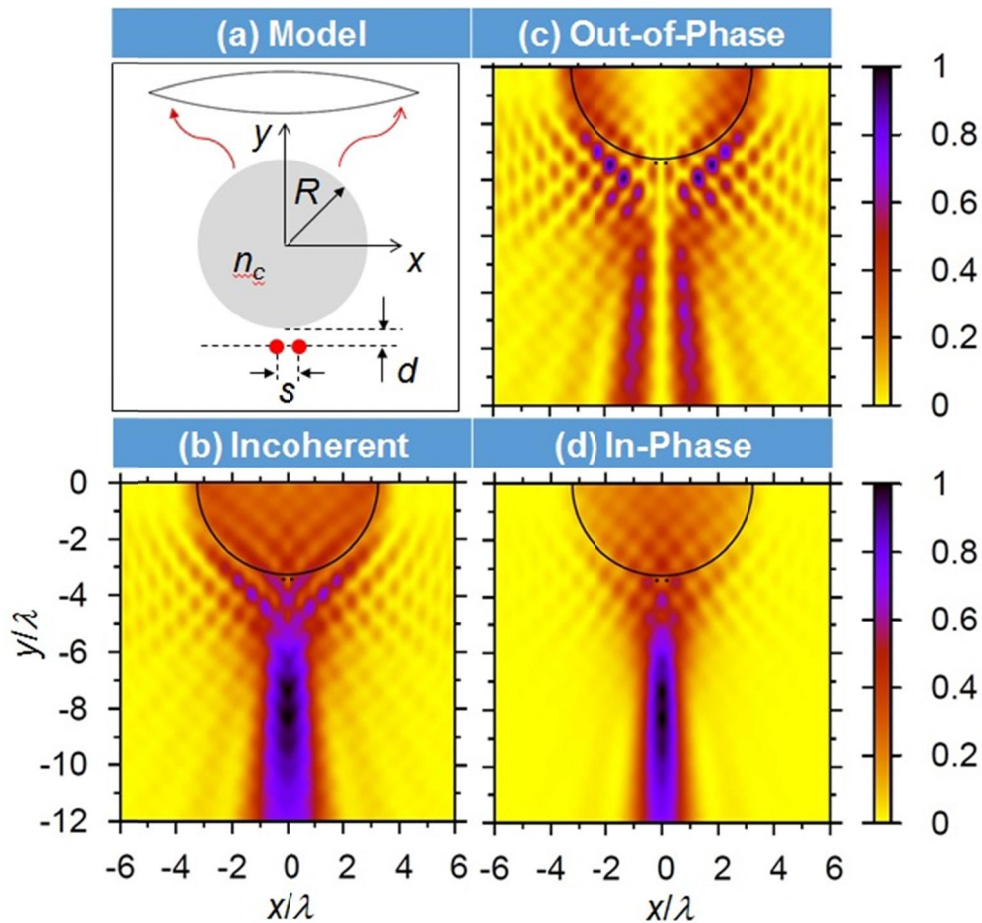 (a) Model
y
R
x
n_c
d
s
(c) Out-of-Phase
1
0.8
0.6
0.4
0.2
0
(b) Incoherent
(d) In-Phase
0
-2
-4
-6
-8
-10
-12
y/λ
-6 -4 -2 0 2 4 6
x/λ
-6 -4 -2 0 2 4 6
x/λ
1
0.8
0.6
0.4
0.2
0